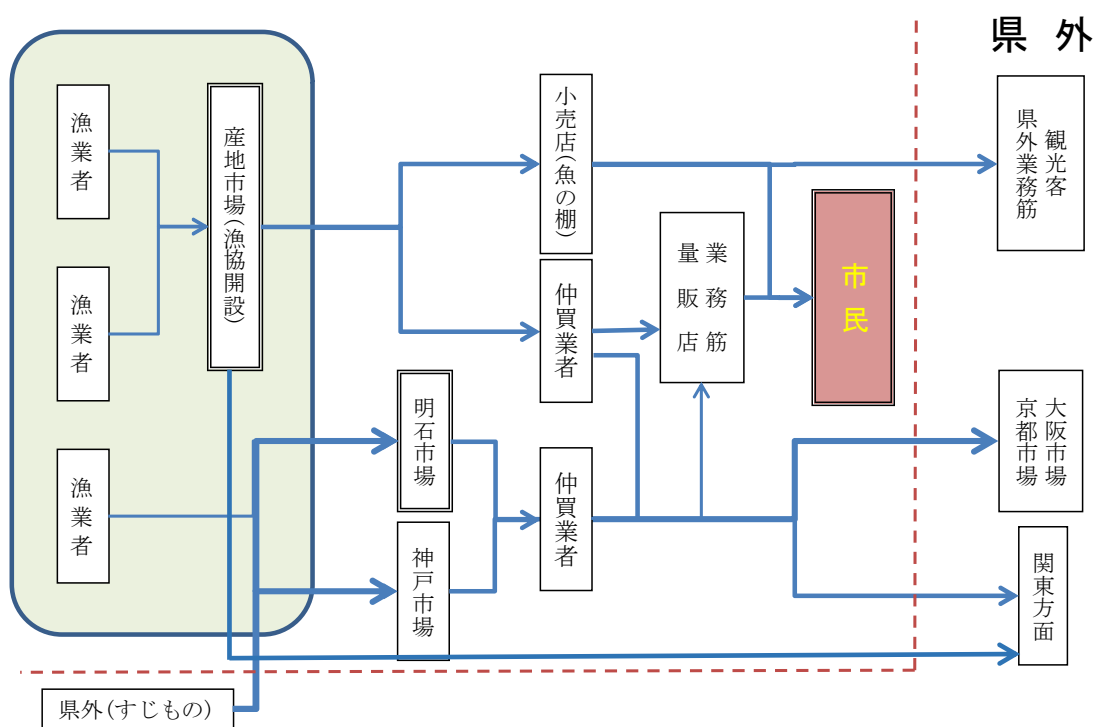 県 外
漁業者
産地市場(漁協開設)
小売店(魚の棚)
観光客
県外業務筋
業務筋
量販店
市民
漁業者
仲買業者
明石市場
大阪市場
京都市場
漁業者
仲買業者
神戸市場
関東方面
県外(すじもの)